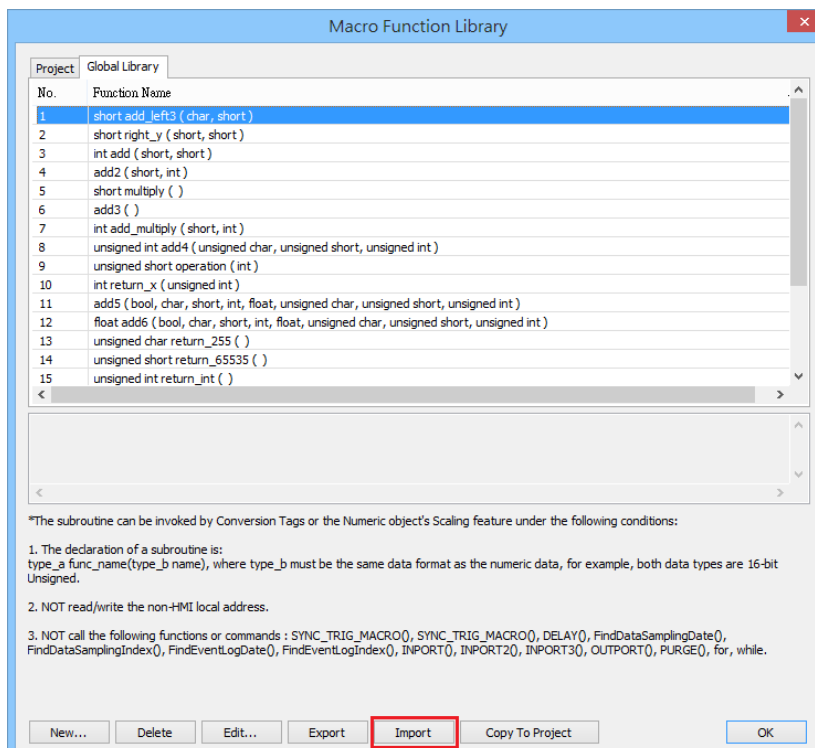 Macro Function Library
Project Global Library
No. Function Name
1 short add_left3 ( char, short )
2 short right_y ( short, short )
3 int add ( short, short )
4 add2 ( short, int )
5 short multiply ( )
6 add3 ( )
7 int add_multiply ( short, int )
8 unsigned int add4 ( unsigned char, unsigned short, unsigned int )
9 unsigned short operation ( int )
10 int return_x ( unsigned int )
11 add5 ( bool, char, short, int, float, unsigned char, unsigned short, unsigned int )
12 float add6 ( bool, char, short, int, float, unsigned char, unsigned short, unsigned int )
13 unsigned char return_255 ( )
14 unsigned short return_65535 ( )
15 unsigned int return_int ( )
*The subroutine can be invoked by Conversion Tags or the Numeric object's Scaling feature under the following conditions:
1. The declaration of a subroutine is:
type_a func_name(type_b name), where type_b must be the same data format as the numeric data, for example, both data types are 16-bit
Unsigned.
2. NOT read/write the non-HMI local address.
3. NOT call the following functions or commands : SYNC_TRIG_MACRO(), SYNC_TRIG_MACRO(), DELAY(), FindDataSamplingDate(),
FindDataSamplingIndex(), FindEventLogDate(), FindEventLogIndex(), INPORT(), INPORT2(), INPORT3(), OUTPORT(), PURGE(), for, while.
New... Delete Edit... Export Import Copy To Project OK